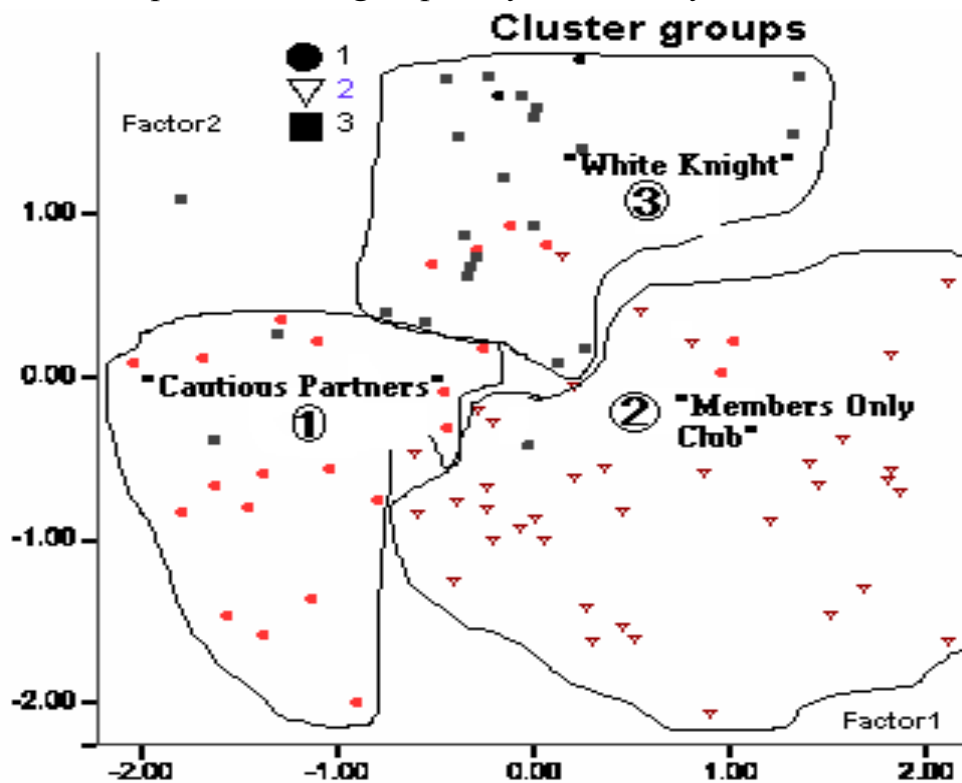 Cluster groups
1
2
3
Factor2
"White Knight"
3
1.00
0.00
"Cautious Partners"
1
2 "Members Only
Club"
-1.00
-2.00
Factor1
-2.00 -1.00 0.00 1.00 2.00